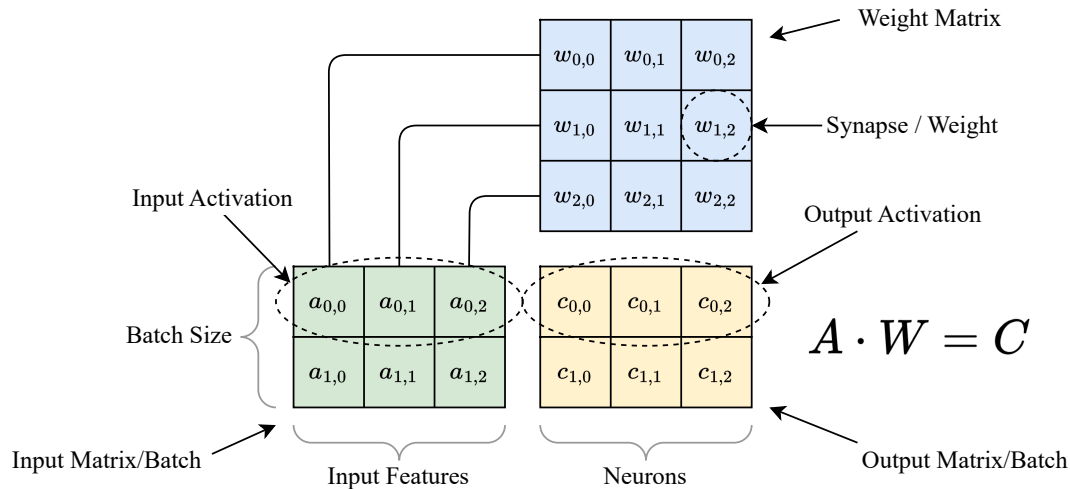 Weight Matrix
w0,0 w0,1 w0,2
w1,0 w1,1 w1,2
Synapse / Weight
w2,0 w2,1 w2,2
Input Activation
Output Activation
a0,0 a0,1 a0,2
c0,0 c0,1 c0,2
Batch Size
A · W = C
a1,0 a1,1 a1,2
c1,0 c1,1 c1,2
Input Matrix/Batch
Input Features
Neurons
Output Matrix/Batch